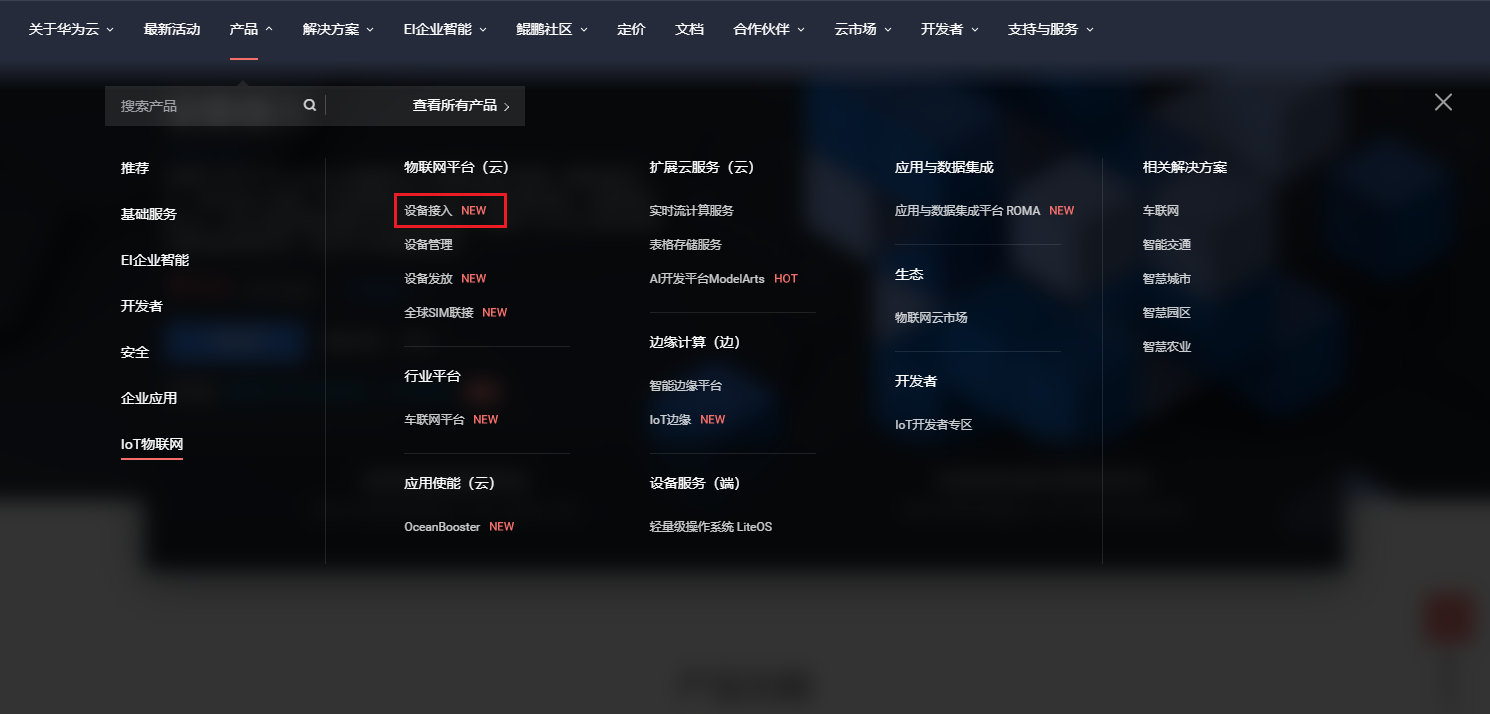 关于华为云 最新活动 产品 解决方案 EI企业智能 鲲鹏社区 定价 文档 合作伙伴 云市场 开发者 支持与服务
搜索产品 查看所有产品
推荐
基础服务
EI企业智能
开发者
安全
企业应用
IoT物联网
物联网平台（云）
设备接入 NEW
设备管理
设备发放 NEW
全球SIM联接 NEW
行业平台
车联网平台 NEW
应用使能（云）
OceanBooster NEW
扩展云服务（云）
实时流计算服务
表格存储服务
AI开发平台ModelArts HOT
边缘计算（边）
智能边缘平台
IoT边缘 NEW
设备服务（端）
轻量级操作系统 LiteOS
应用与数据集成
应用与数据集成平台 ROMA NEW
生态
物联网云市场
开发者
IoT开发者专区
相关解决方案
车联网
智能交通
智慧城市
智慧园区
智慧农业